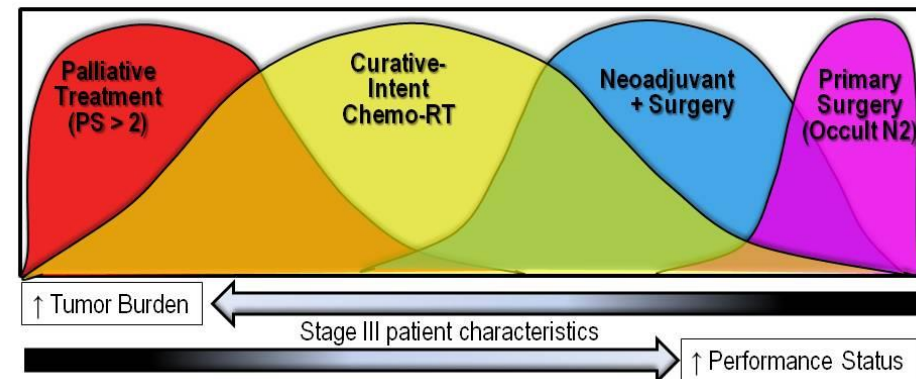 Palliative
Treatment
(PS > 2)
Curative-
Intent
Chemo-RT
Neoadjuvant
+ Surgery
Primary
Surgery
(Occult N2)
↑ Tumor Burden
Stage III patient characteristics
↑ Performance Status